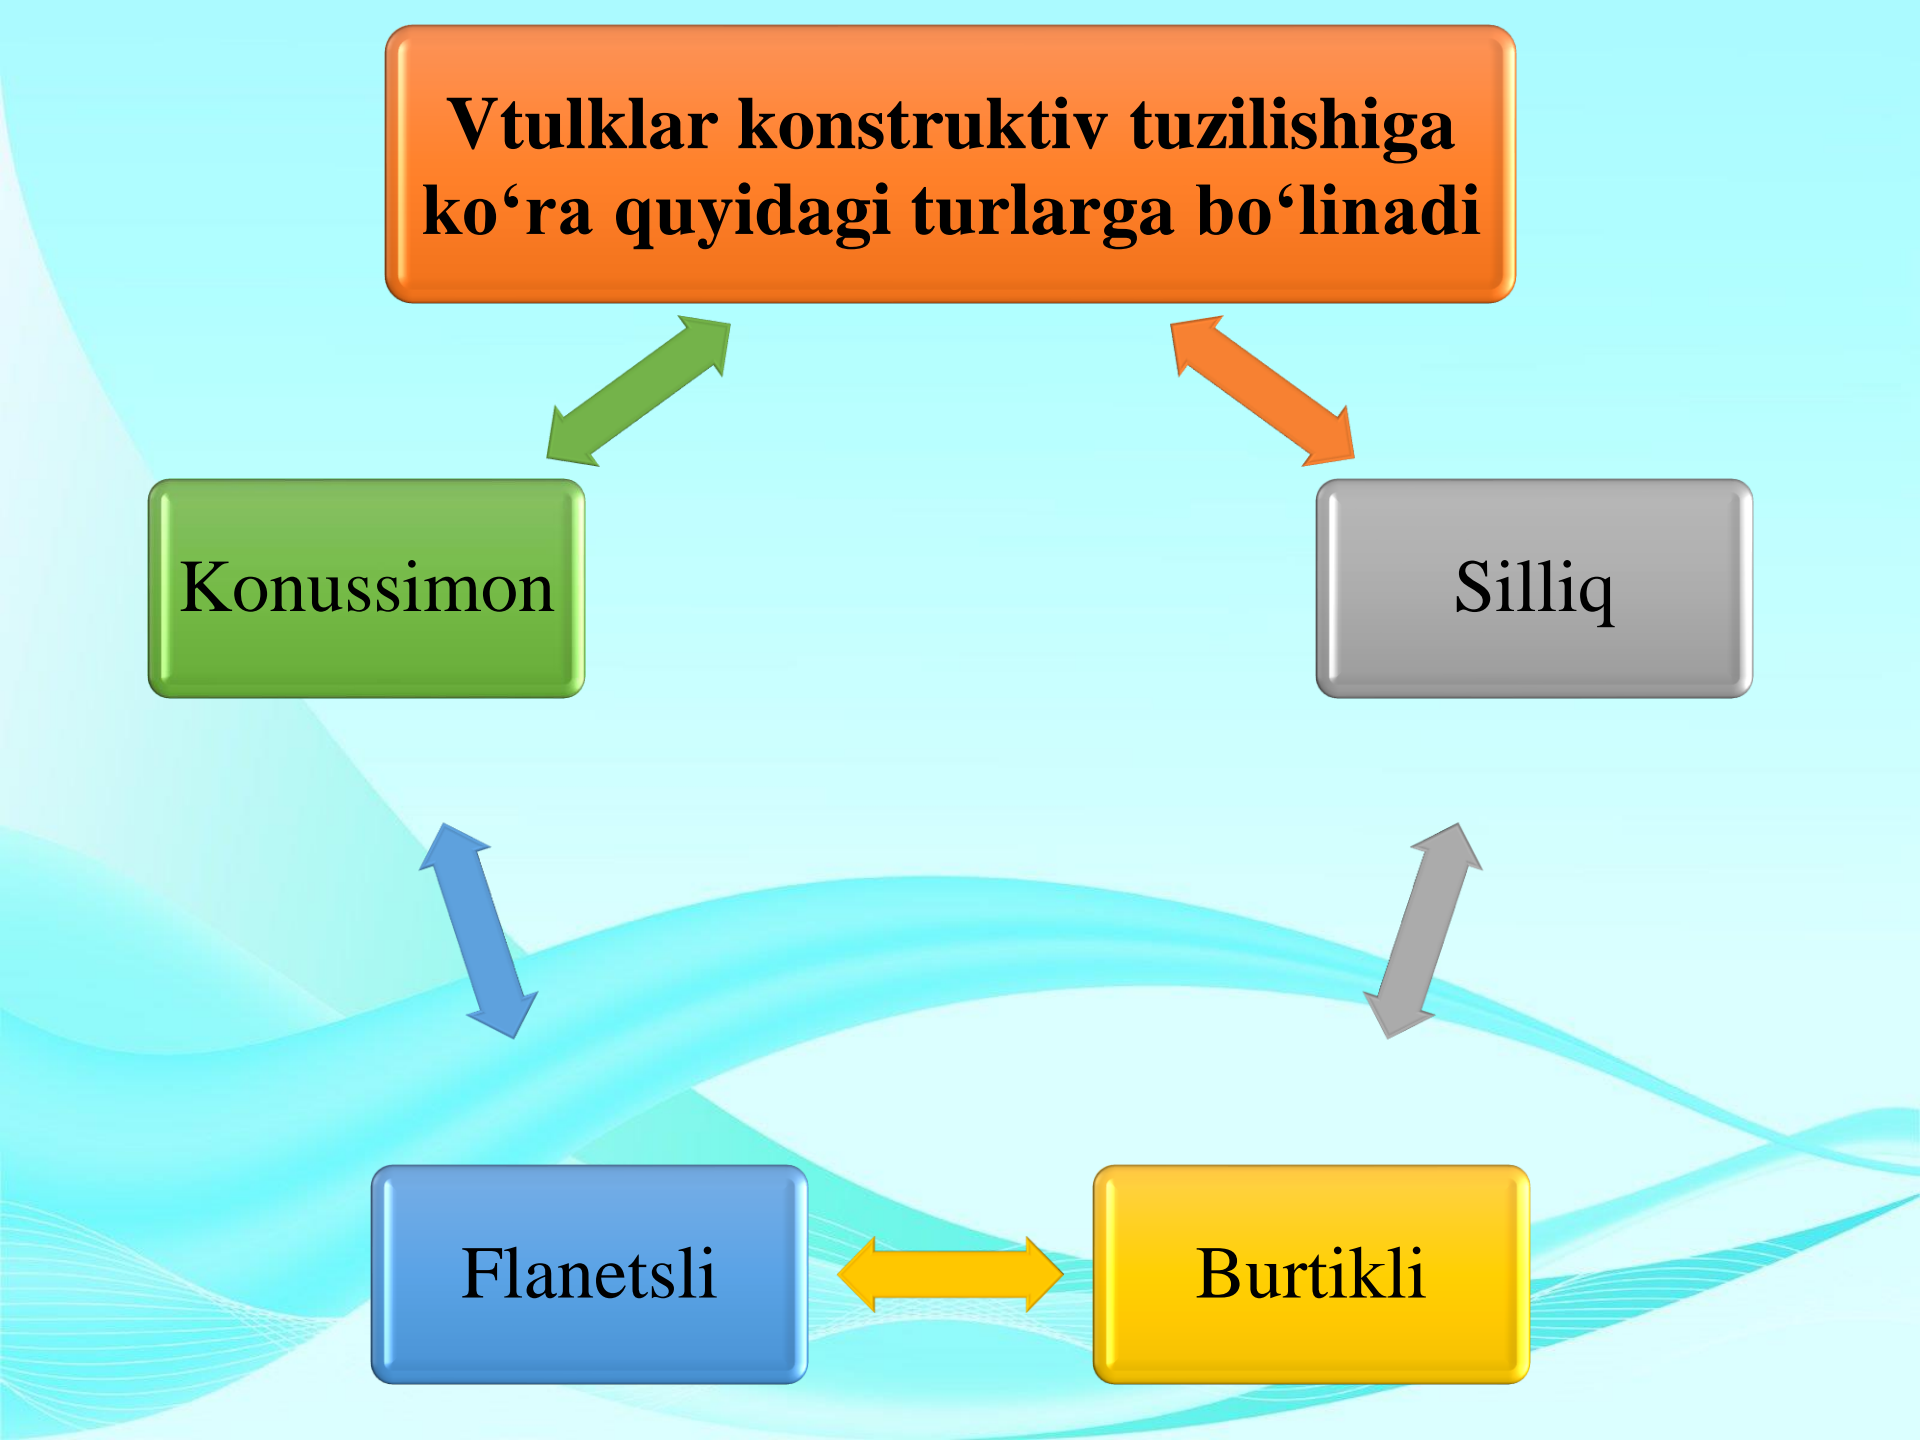 Vtulklar konstruktiv tuzilishiga
ko‘ra quyidagi turlarga bo‘linadi
Konussimon
Silliq
Flanetsli
Burtikli